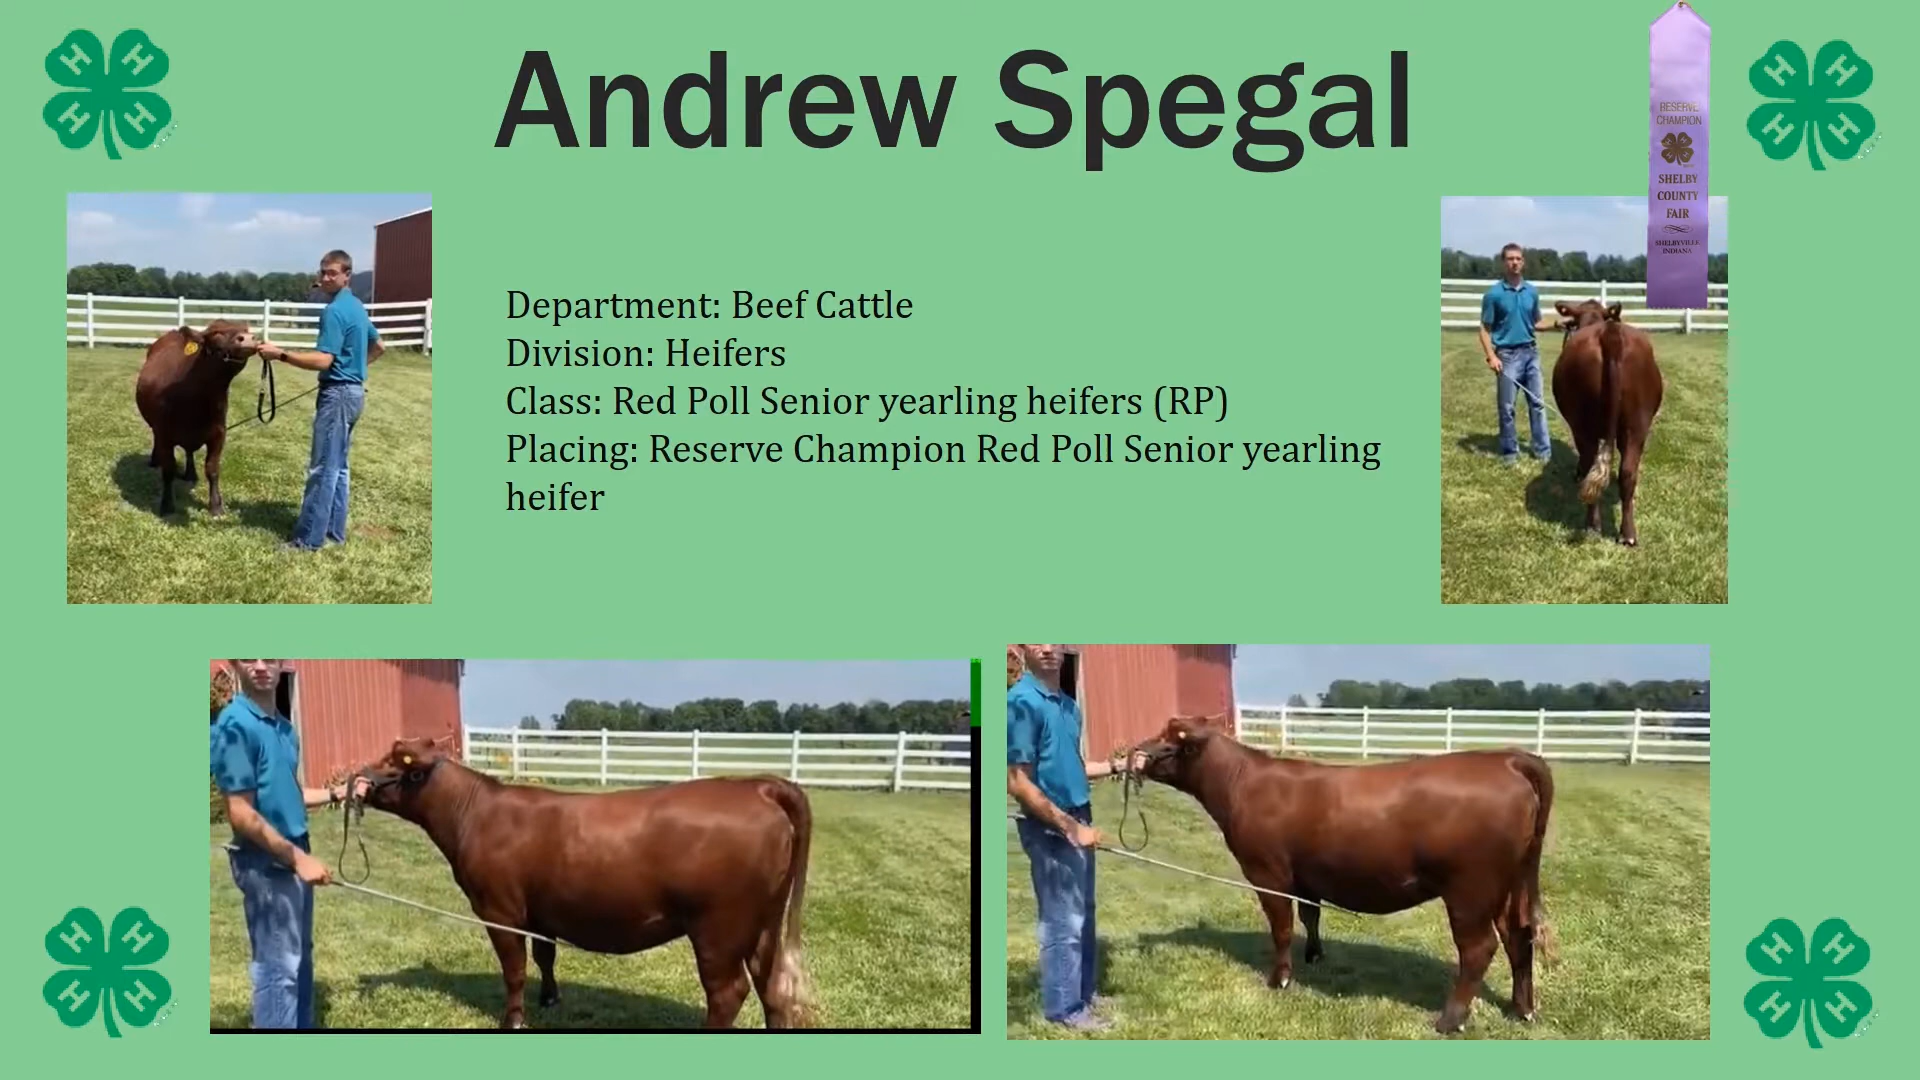 Andrew Spegal
RESERVE
CHAMPION
SHELBY
COUNTY
FAIR
SHELBYVILLE
INDIANA
Department: Beef Cattle
Division: Heifers
Class: Red Poll Senior yearling heifers (RP)
Placing: Reserve Champion Red Poll Senior yearling
heifer
H H
H H
H H
H H
H H
H H
H H
H H